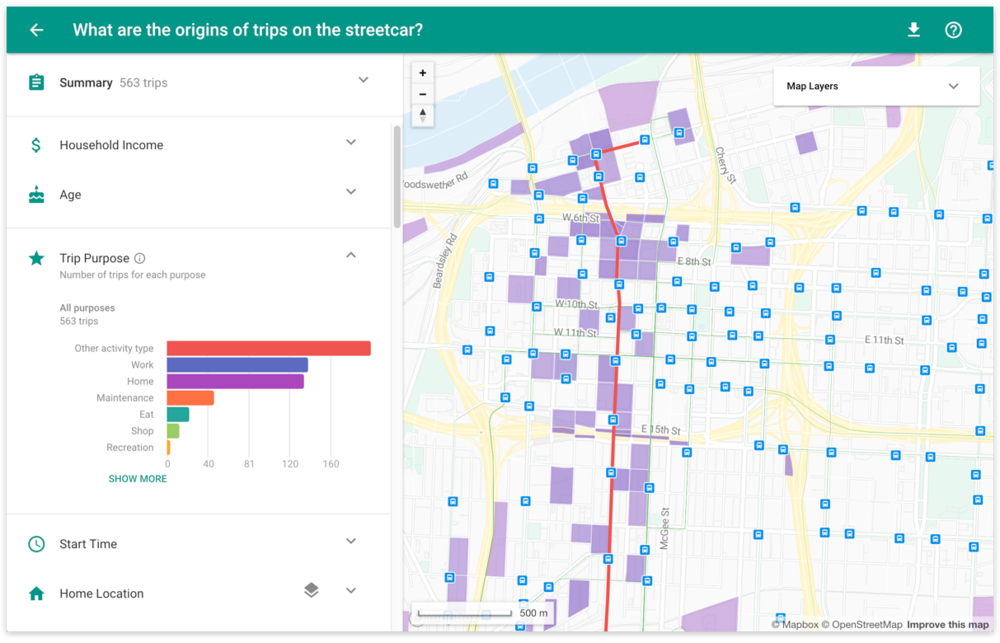 What are the origins of trips on the streetcar?
Summary 563 trips
Household Income
Age
Trip Purpose
Number of trips for each purpose
All purposes
563 trips
Other activity type
Work
Home
Maintenance
Eat
Shop
Recreation
0 40 81 120 160
SHOW MORE
Start Time
Home Location
+
−
Map Layers
oodswether Rd
Cherry St
W 6th St
Beardsley Rd
E 8th St
W 10th St
W 11th St
E 11th St
E 15th St
McGee St
500 m
© Mapbox © OpenStreetMap Improve this map